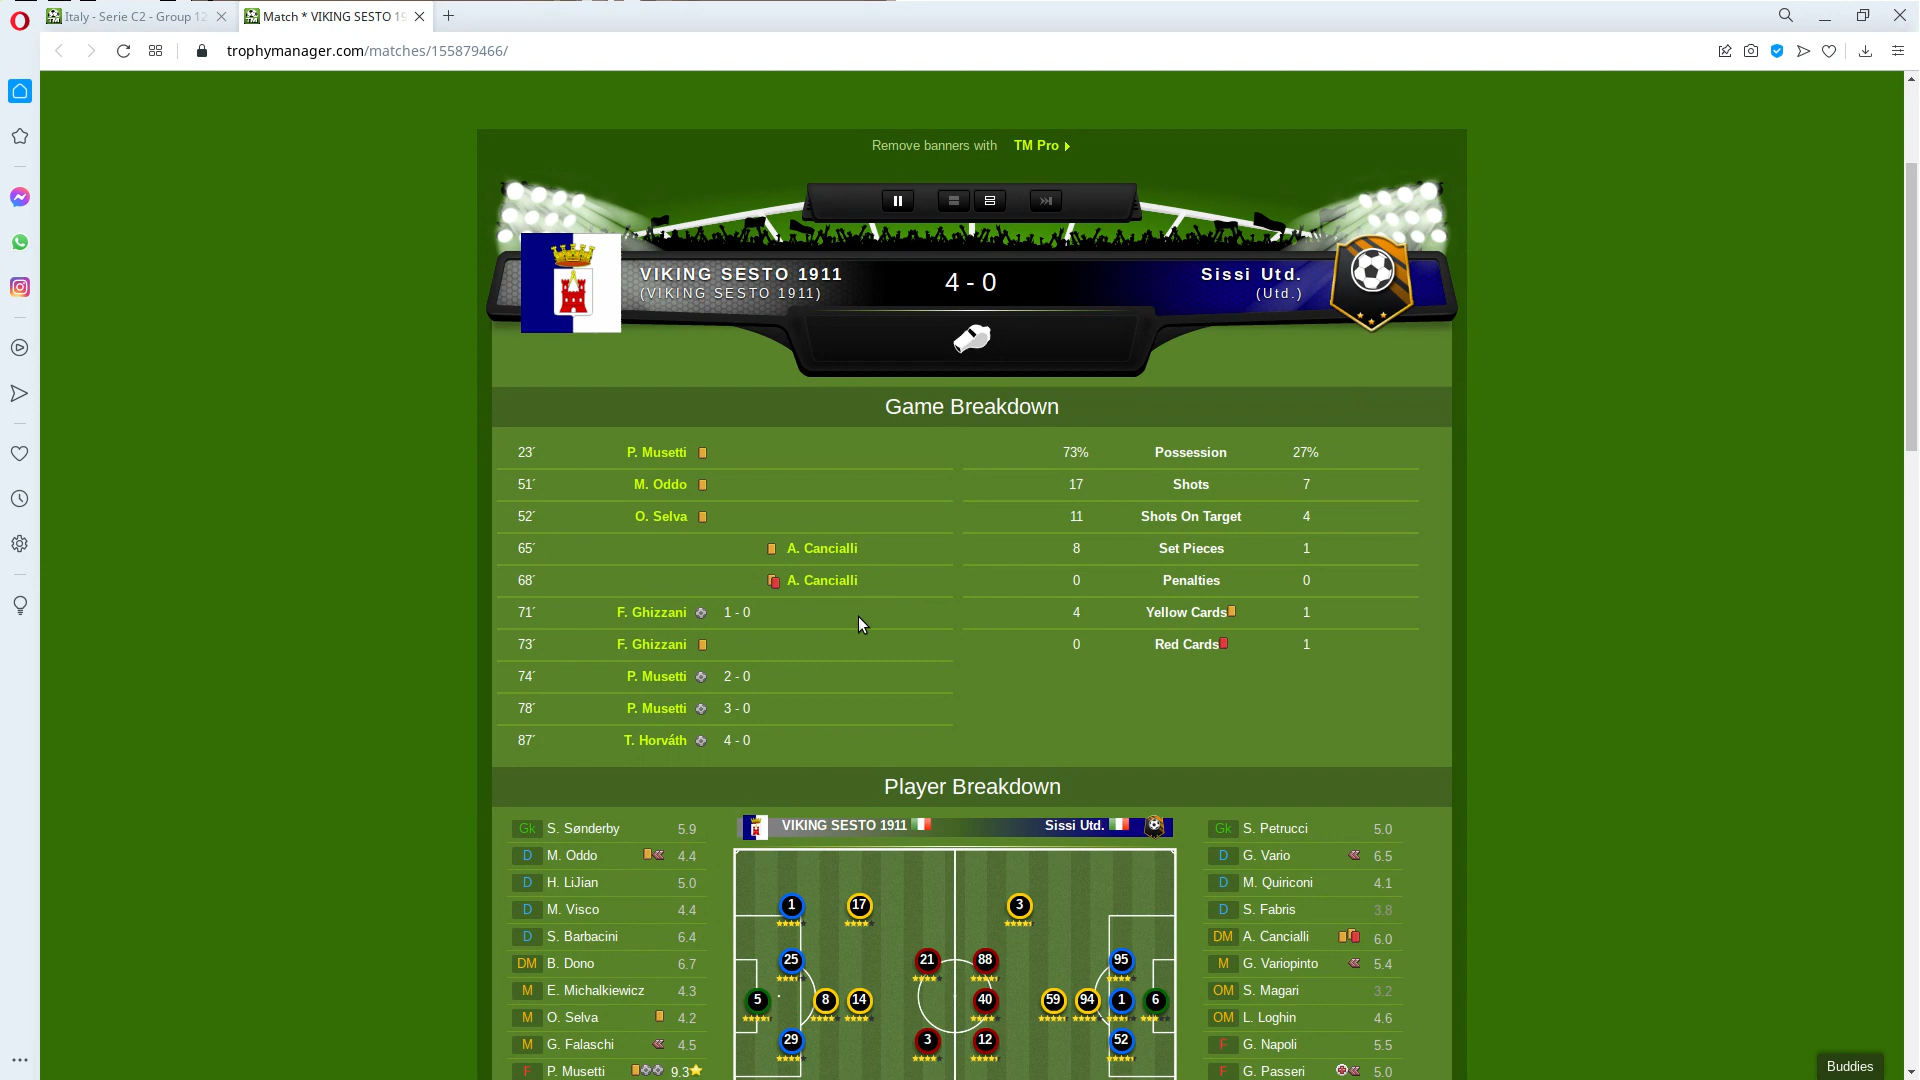 Italy - Serie C2 - Group 12
Match * VIKING SESTO 19
trophymanager.com/matches/155879466/
Remove banners with TM Pro
VIKING SESTO 1911
(VIKING SESTO 1911)
4 - 0
Sissi Utd.
(Utd.)
Game Breakdown
23´ P. Musetti
51´ M. Oddo
52´ O. Selva
65´ A. Cancialli
68´ A. Cancialli
71´ F. Ghizzani 1 - 0
73´ F. Ghizzani
74´ P. Musetti 2 - 0
78´ P. Musetti 3 - 0
87´ T. Horváth 4 - 0
73% Possession 27%
17 Shots 7
11 Shots On Target 4
8 Set Pieces 1
0 Penalties 0
4 Yellow Cards 1
0 Red Cards 1
Player Breakdown
Gk S. Sønderby 5.9
D M. Oddo 4.4
D H. LiJian 5.0
D M. Visco 4.4
D S. Barbacini 6.4
DM B. Dono 6.7
M E. Michalkiewicz 4.3
M O. Selva 4.2
M G. Falaschi 4.5
F P. Musetti 9.3
VIKING SESTO 1911 Sissi Utd.
1 17 3
25 21 88 95
5 8 14 40 59 94 1 6
29 3 12 52
Gk S. Petrucci 5.0
D G. Vario 6.5
D M. Quiriconi 4.1
D S. Fabris 3.8
DM A. Cancialli 6.0
M G. Variopinto 5.4
OM S. Magari 3.2
OM L. Loghin 4.6
F G. Napoli 5.5
F G. Passeri 5.0
Buddies